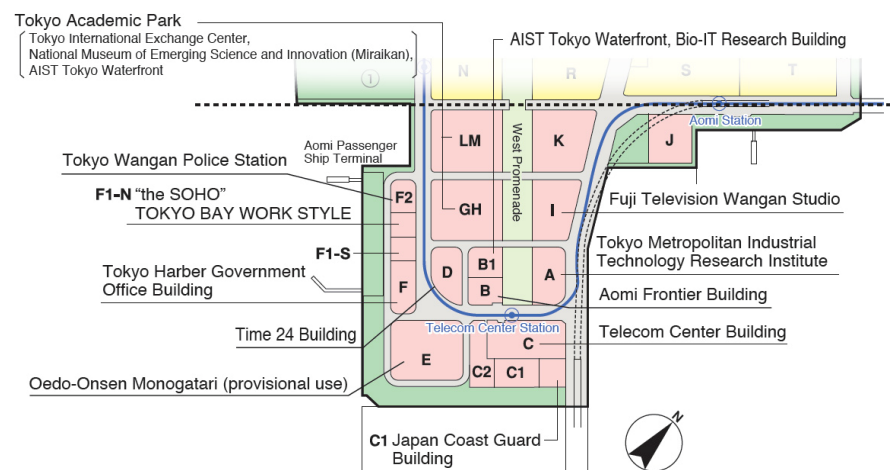 Tokyo Academic Park
Tokyo International Exchange Center,
National Museum of Emerging Science and Innovation (Miraikan),
AIST Tokyo Waterfront
AIST Tokyo Waterfront, Bio-IT Research Building
①
N
R
S
T
Aomi Station
Aomi Passenger
Ship Terminal
LM
West Promenade
K
J
Tokyo Wangan Police Station
F1-N "the SOHO"
TOKYO BAY WORK STYLE
F2
GH
I
Fuji Television Wangan Studio
F1-S
Tokyo Metropolitan Industrial
Technology Research Institute
Tokyo Harber Government
Office Building
D
B1
A
F
B
Aomi Frontier Building
Time 24 Building
Telecom Center Station
Telecom Center Building
C
E
Oedo-Onsen Monogatari (provisional use)
C2
C1
C1 Japan Coast Guard
Building
N